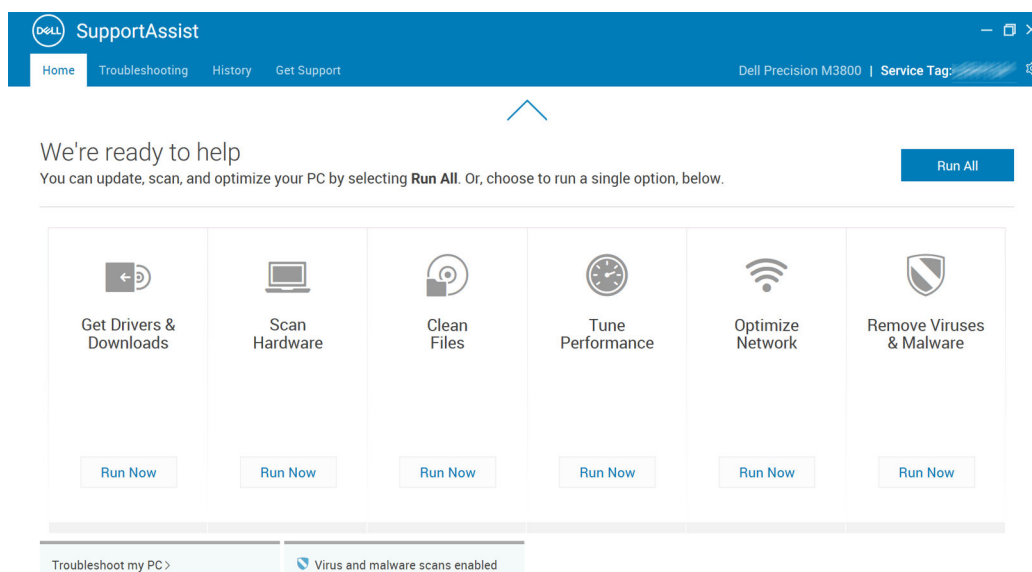 DELL SupportAssist
Home Troubleshooting History Get Support Dell Precision M3800 | Service Tag:
We're ready to help
You can update, scan, and optimize your PC by selecting Run All. Or, choose to run a single option, below.
Run All
Get Drivers &
Downloads
Scan
Hardware
Clean
Files
Tune
Performance
Optimize
Network
Remove Viruses
& Malware
Run Now Run Now Run Now Run Now Run Now Run Now
Troubleshoot my PC >
Virus and malware scans enabled